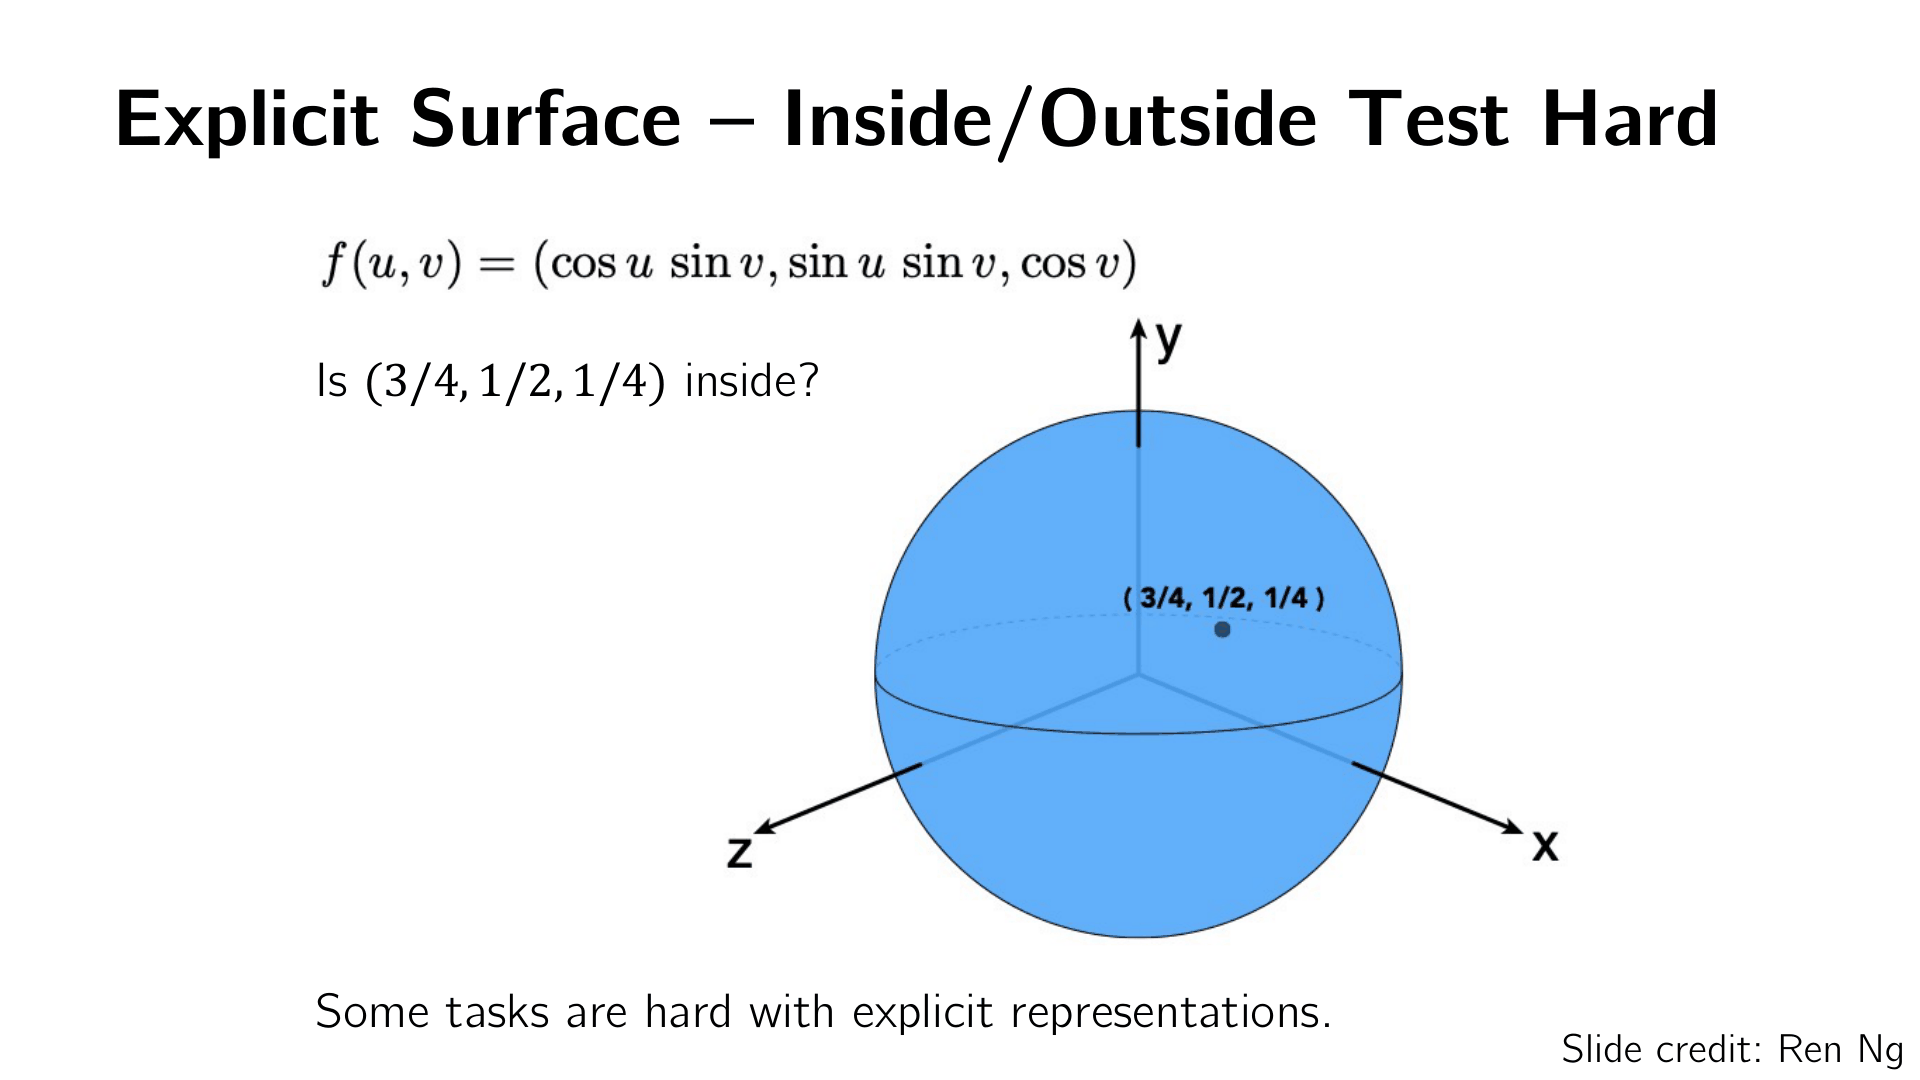 Explicit Surface – Inside/Outside Test Hard
f(u, v) = (cos u sin v, sin u sin v, cos v)
Is (3/4, 1/2, 1/4) inside?
y
( 3/4, 1/2, 1/4 )
z
x
Some tasks are hard with explicit representations.
Slide credit: Ren Ng